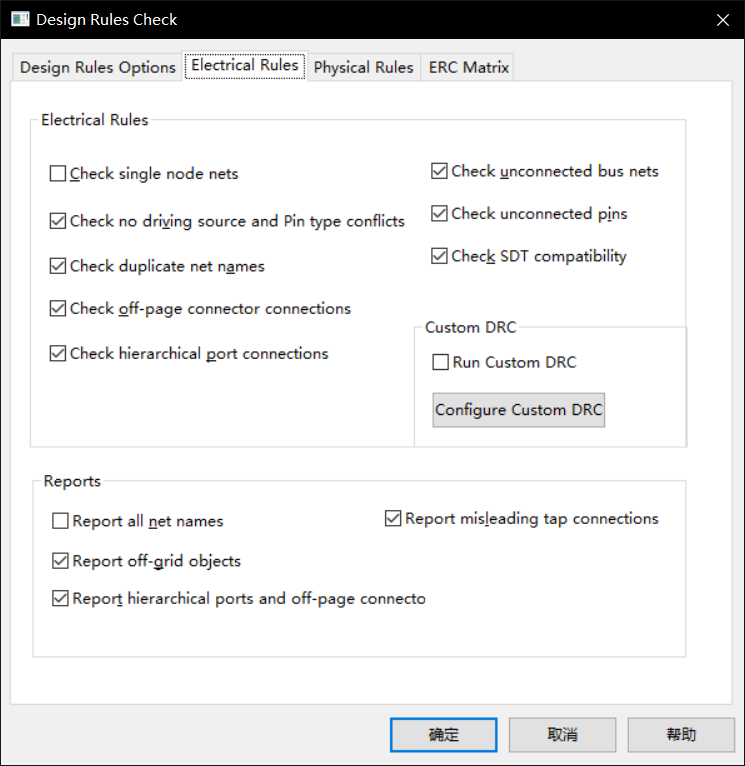 Design Rules Check
Design Rules Options
Electrical Rules
Physical Rules
ERC Matrix
Electrical Rules
Check single node nets
Check no driving source and Pin type conflicts
Check duplicate net names
Check off-page connector connections
Check hierarchical port connections
Check unconnected bus nets
Check unconnected pins
Check SDT compatibility
Custom DRC
Run Custom DRC
Configure Custom DRC
Reports
Report all net names
Report off-grid objects
Report hierarchical ports and off-page connecto
Report misleading tap connections
确定
取消
帮助